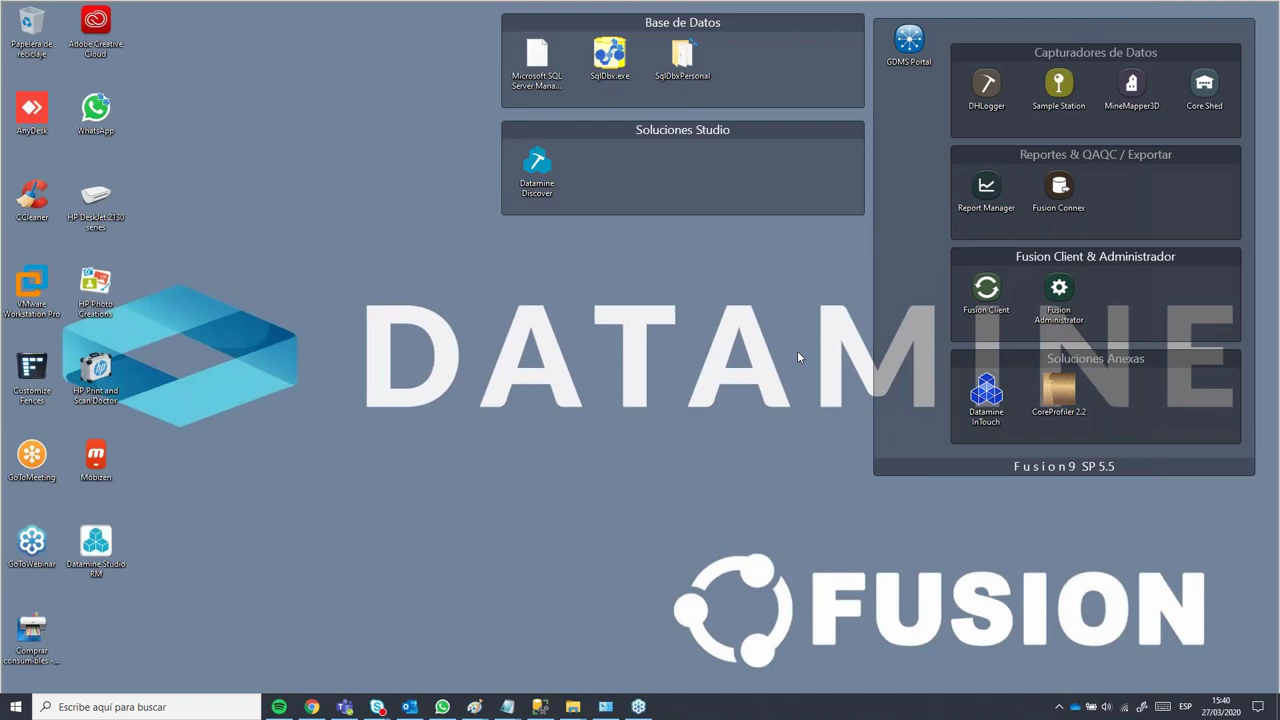 Papelera de
reciclaje
Adobe Creative
Cloud
AnyDesk
WhatsApp
CCleaner
HP DeskJet 2130
series
VMware
Workstation Pro
HP Photo
Creations
Customize
Fences
HP Print and
Scan Doctor
GoToMeeting
Mobizen
GoToWebinar
Datamine Studio
RM
Comprar
consumibles -...
Base de Datos
Microsoft SQL
Server Mana...
SqlDbx.exe
SqlDbxPersonal
Soluciones Studio
Datamine
Discover
GDMS Portal
Capturadores de Datos
DHLogger
Sample Station
MineMapper3D
Core Shed
Reportes & QAQC / Exportar
Report Manager
Fusion Connex
Fusion Client & Administrador
Fusion Client
Fusion
Administrator
Soluciones Anexas
Datamine
InTouch
CoreProfiler 2.2
Fusion9 SP 5.5
DATAMINE
FUSION
Escribe aquí para buscar
ESP
15:40
27/03/2020